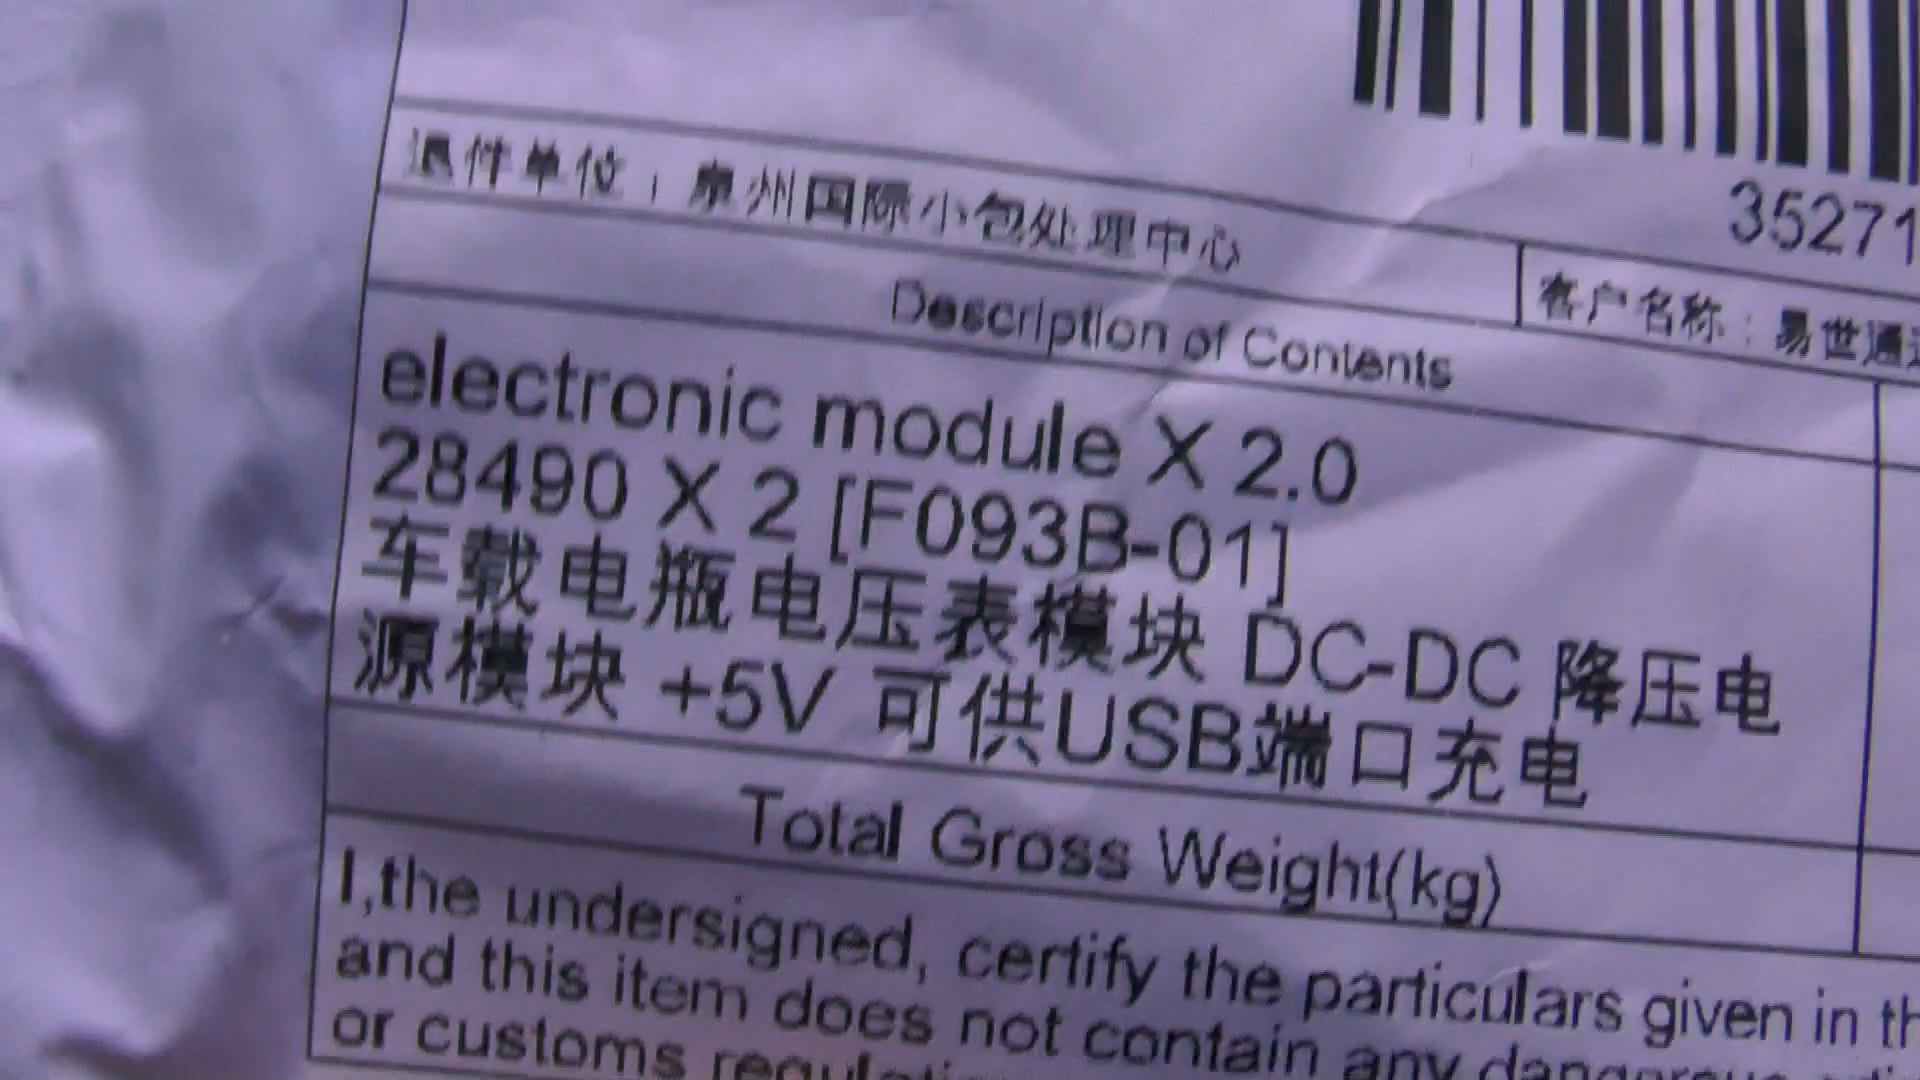 35271
退件单位：泉州国际小包处理中心
客户名称：易世通达
Description of Contents
electronic module X 2.0
28490 X 2 [F093B-01]
车载电瓶电压表模块 DC-DC 降压电
源模块 +5V 可供USB端口充电
Total Gross Weight(kg)
I,the undersigned, certify the particulars given in th
and this item does not contain any dangerous
or customs